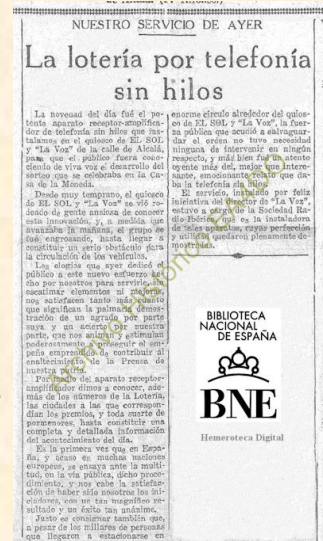 NUESTRO SERVICIO DE AYER
La lotería por telefonía
sin hilos
La novedad del día fué el po-
tente aparato receptor-amplifica-
dor de telefonía sin hilos que ins-
talamos en el quiosco de EL SOL
y "La Voz" de la calle de Alcalá,
para que el público fuera cono-
ciendo de viva voz el desarrollo del
sorteo que se celebraba en la Ca-
sa de la Moneda.
Desde muy temprano, el quiosco
de EL SOL y "La Voz" se vió ro-
deado de gente ansiosa de conocer
esta innovación, y, a medida que
avanzaba la mañana, el grupo se
fué engrosando, hasta llegar a
constituir un serio obstáculo para
la circulación de los vehículos.
Los elogios que ayer dedicó el
público a este nuevo esfuerzo he-
cho por nosotros para servirle, sin
escatimar elementos ni mejoras,
nos satisfacen tanto más cuanto
que significan la palmaria demos-
tración de un agrado por parte
suya y un acierto por nuestra
parte, que nos animan y estimulan
poderosamente a proseguir el em-
peño emprendido y contribuir al
enaltecimiento de la Prensa de
nuestra patria.
Por medio del aparato receptor-
amplificador dimos a conocer, ade-
más de los números de la Lotería,
las ciudades a las que correspon-
dían los premios, y toda suerte de
pormenores, hasta constituir una
completa y detallada información
del acontecimiento del día.
Es la primera vez que en Espa-
ña, y acaso en muchas naciones
europeas, se ensaya ante la multi-
tud, en la vía pública, dicho proce-
dimiento, y nos cabe la satisfac-
ción de haber sido nosotros los ini-
ciadores, con un tan magnífico re-
sultado y un éxito tan unánime.
Justo es consignar también que,
a pesar de los millares de personas
que llegaron a estacionarse en
enorme círculo alrededor del quios-
co de EL SOL y "La Voz", la fuer-
za pública que acudió a salvaguar-
dar el orden no tuvo necesidad
ninguna de intervenir en ningún
respecto, y más bien fué un atento
oyente más del, mejor que intere-
sante, emocionante relato que da-
ba la telefonía sin hilos.
El servicio, instalado por feliz
iniciativa del director de "La Voz",
estuvo a cargo de la Sociedad Ra-
dio Ibérica, que es la instaladora
de tales aparatos, cuyas perfección
y utilidad quedaron plenamente de-
mostradas.
BIBLIOTECA
NACIONAL
DE ESPAÑA
BNE
Hemeroteca Digital